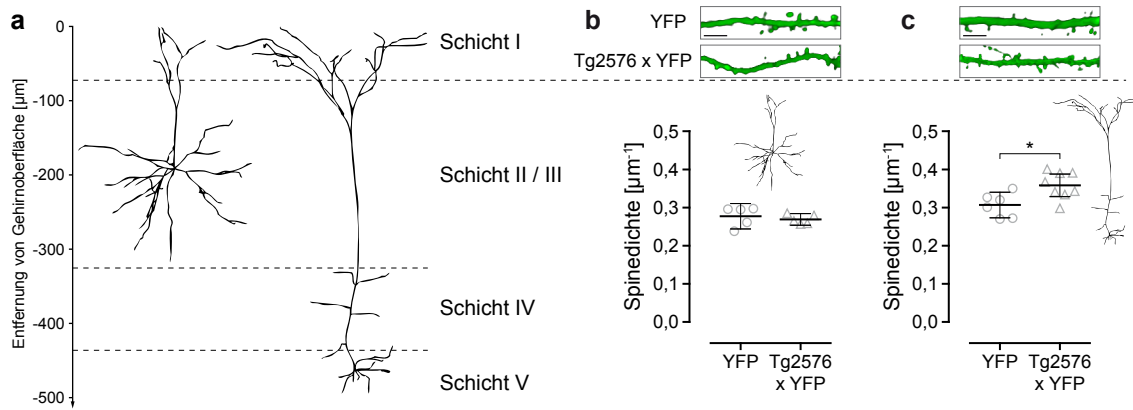 a
Entfernung von Gehirnoberfläche [µm]
0
-100
-200
-300
-400
-500
Schicht I
Schicht II / III
Schicht IV
Schicht V
b
YFP
Tg2576 x YFP
Spinedichte [µm⁻¹]
0,5
0,4
0,3
0,2
0,1
0,0
YFP
Tg2576
x YFP
c
Spinedichte [µm⁻¹]
0,5
0,4
0,3
0,2
0,1
0,0
*
YFP
Tg2576
x YFP